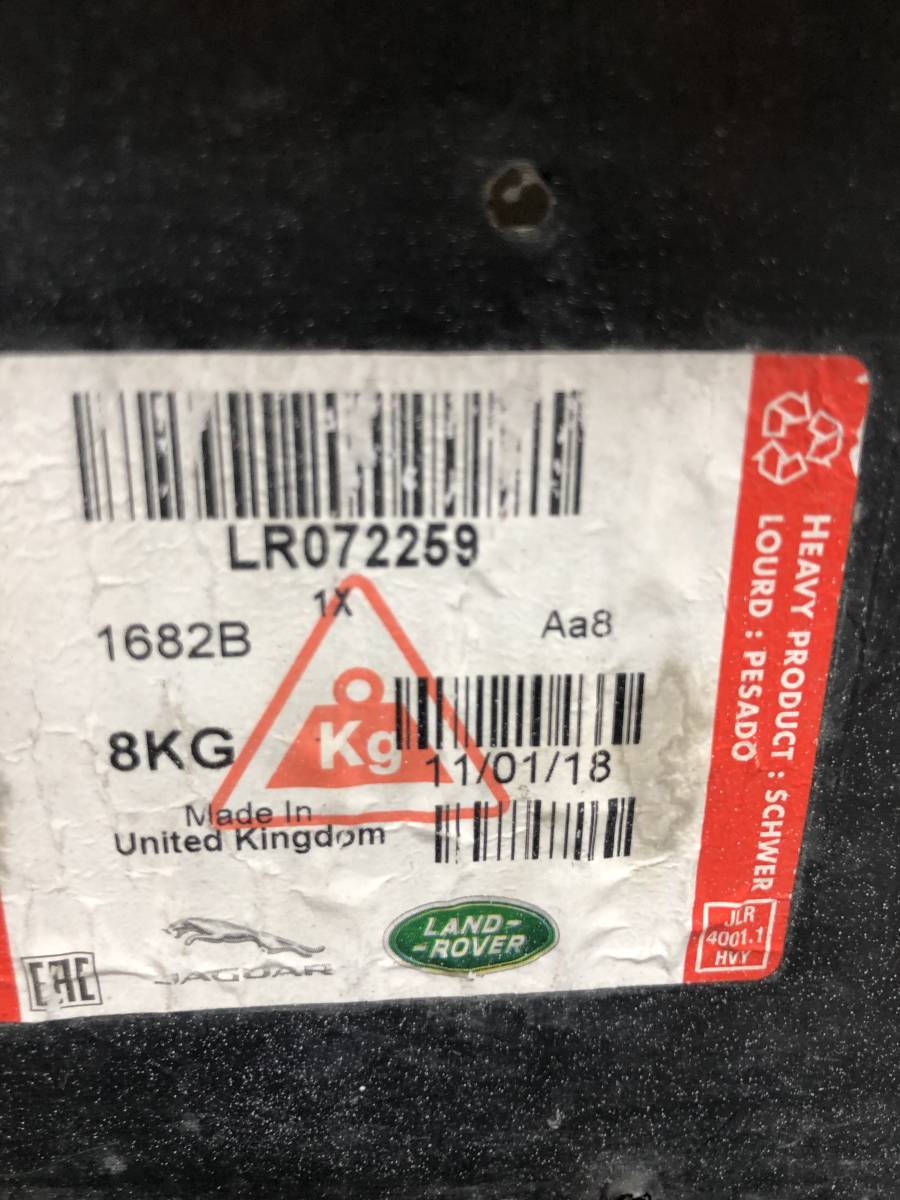 LR072259
1X
1682B
Aa8
8KG
Kg
11/01/18
Made In
United Kingdom
JAGUAR
LAND-
-ROVER
EAC
HEAVY PRODUCT : SCHWER
LOURD : PESADO
JLR
4001.1
HVY